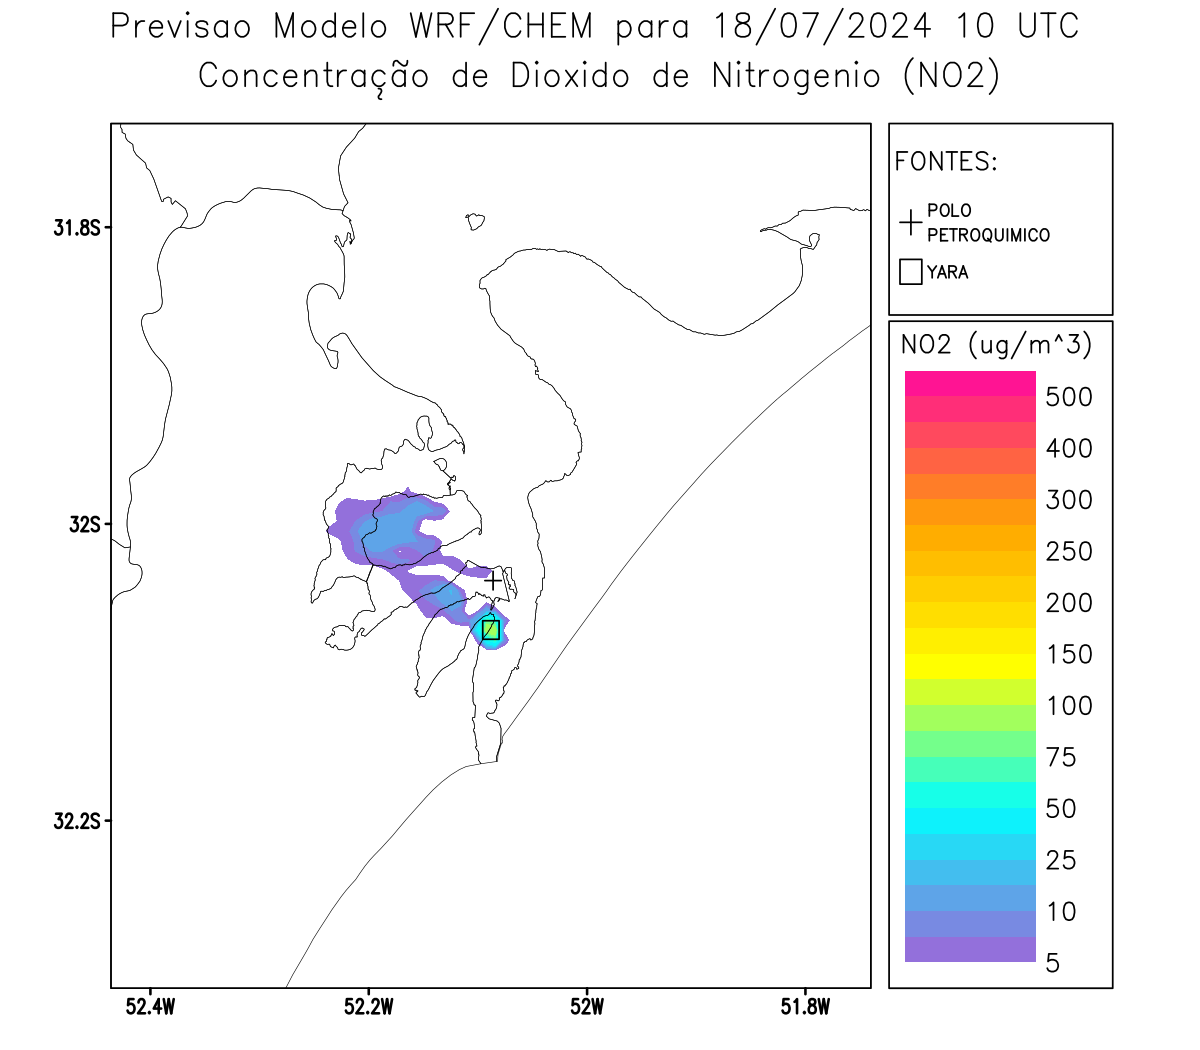 Previsao Modelo WRF/CHEM para 18/07/2024 10 UTC
Concentração de Dioxido de Nitrogenio (NO2)
FONTES:
POLO
PETROQUIMICO
YARA
31.8S
32S
32.2S
52.4W
52.2W
52W
51.8W
NO2 (ug/m^3)
500
400
300
250
200
150
100
75
50
25
10
5